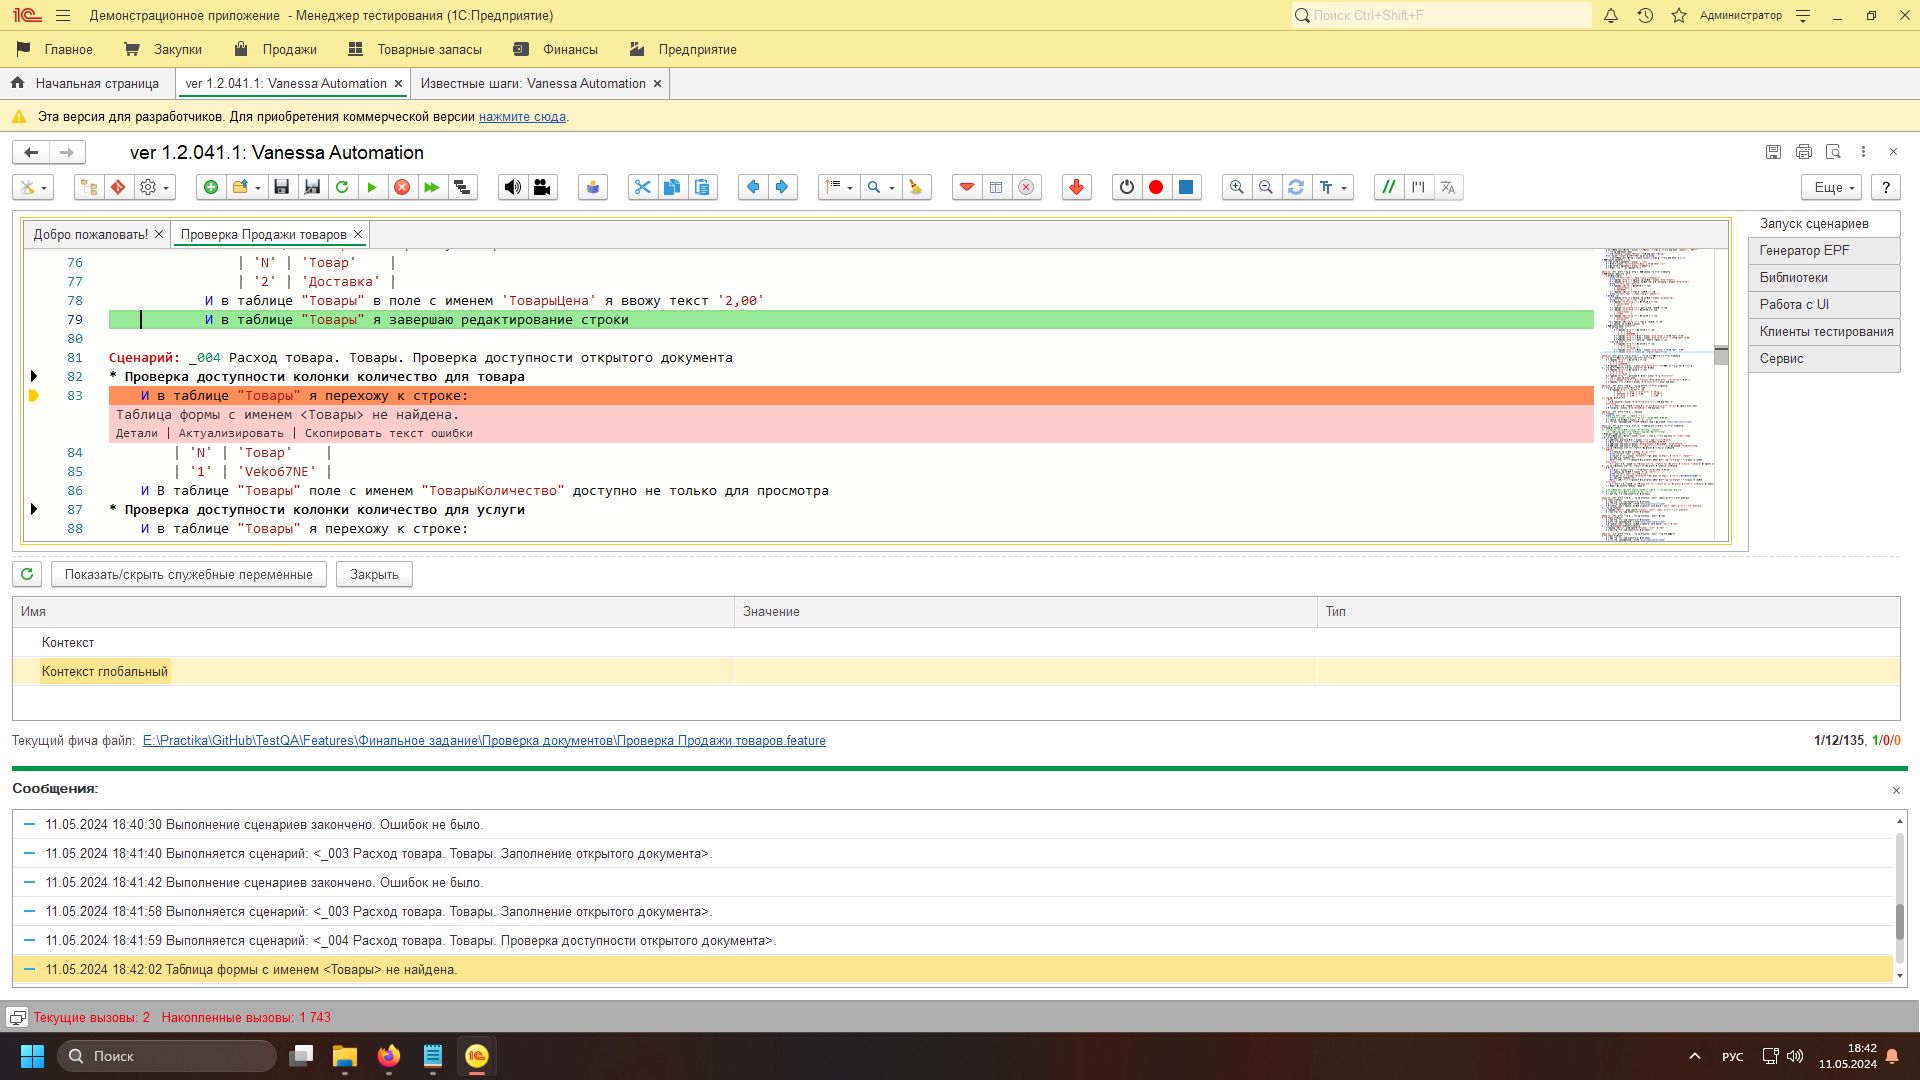 Демонстрационное приложение - Менеджер тестирования (1С:Предприятие)
Поиск Ctrl+Shift+F
Администратор
Главное
Закупки
Продажи
Товарные запасы
Финансы
Предприятие
Начальная страница
ver 1.2.041.1: Vanessa Automation
Известные шаги: Vanessa Automation
Эта версия для разработчиков. Для приобретения коммерческой версии нажмите сюда.
ver 1.2.041.1: Vanessa Automation
Еще
?
Добро пожаловать!
Проверка Продажи товаров
Запуск сценариев
Генератор EPF
Библиотеки
Работа с UI
Клиенты тестирования
Сервис
76 | 'N' | 'Товар' |
77 | '2' | 'Доставка' |
78 И в таблице "Товары" в поле с именем 'ТоварыЦена' я ввожу текст '2,00'
79 И в таблице "Товары" я завершаю редактирование строки
80
81 Сценарий: _004 Расход товара. Товары. Проверка доступности открытого документа
82 * Проверка доступности колонки количество для товара
83 И в таблице "Товары" я перехожу к строке:
Таблица формы с именем <Товары> не найдена.
Детали | Актуализировать | Скопировать текст ошибки
84 | 'N' | 'Товар' |
85 | '1' | 'Veko67NE' |
86 И В таблице "Товары" поле с именем "ТоварыКоличество" доступно не только для просмотра
87 * Проверка доступности колонки количество для услуги
88 И в таблице "Товары" я перехожу к строке:
Показать/скрыть служебные переменные
Закрыть
Имя
Значение
Тип
Контекст
Контекст глобальный
Текущий фича файл: E:\Practika\GitHub\TestQA\Features\Финальное задание\Проверка документов\Проверка Продажи товаров.feature
1/12/135, 1/0/0
Сообщения:
11.05.2024 18:40:30 Выполнение сценариев закончено. Ошибок не было.
11.05.2024 18:41:40 Выполняется сценарий: <_003 Расход товара. Товары. Заполнение открытого документа>.
11.05.2024 18:41:42 Выполнение сценариев закончено. Ошибок не было.
11.05.2024 18:41:58 Выполняется сценарий: <_003 Расход товара. Товары. Заполнение открытого документа>.
11.05.2024 18:41:59 Выполняется сценарий: <_004 Расход товара. Товары. Проверка доступности открытого документа>.
11.05.2024 18:42:02 Таблица формы с именем <Товары> не найдена.
Текущие вызовы: 2 Накопленные вызовы: 1 743
Поиск
РУС
18:42
11.05.2024